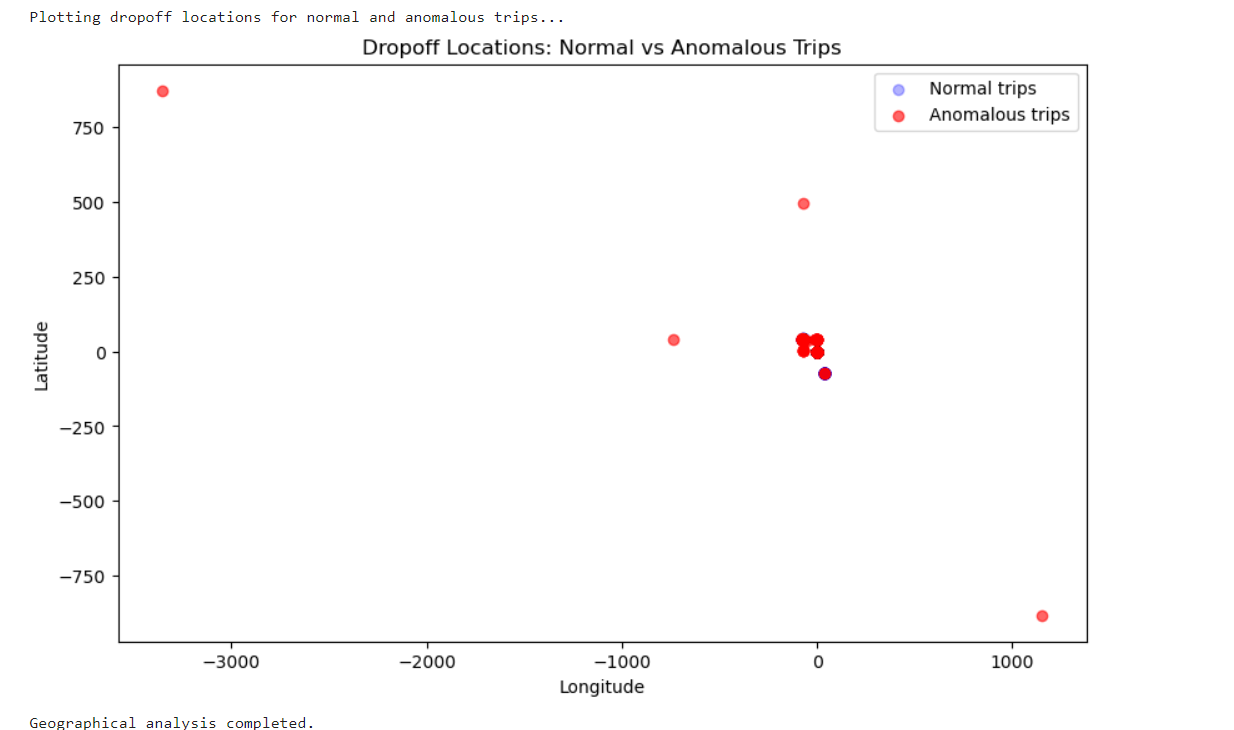 Plotting dropoff locations for normal and anomalous trips...
Dropoff Locations: Normal vs Anomalous Trips
Normal trips
Anomalous trips
750
500
250
0
−250
−500
−750
Latitude
−3000 −2000 −1000 0 1000
Longitude
Geographical analysis completed.